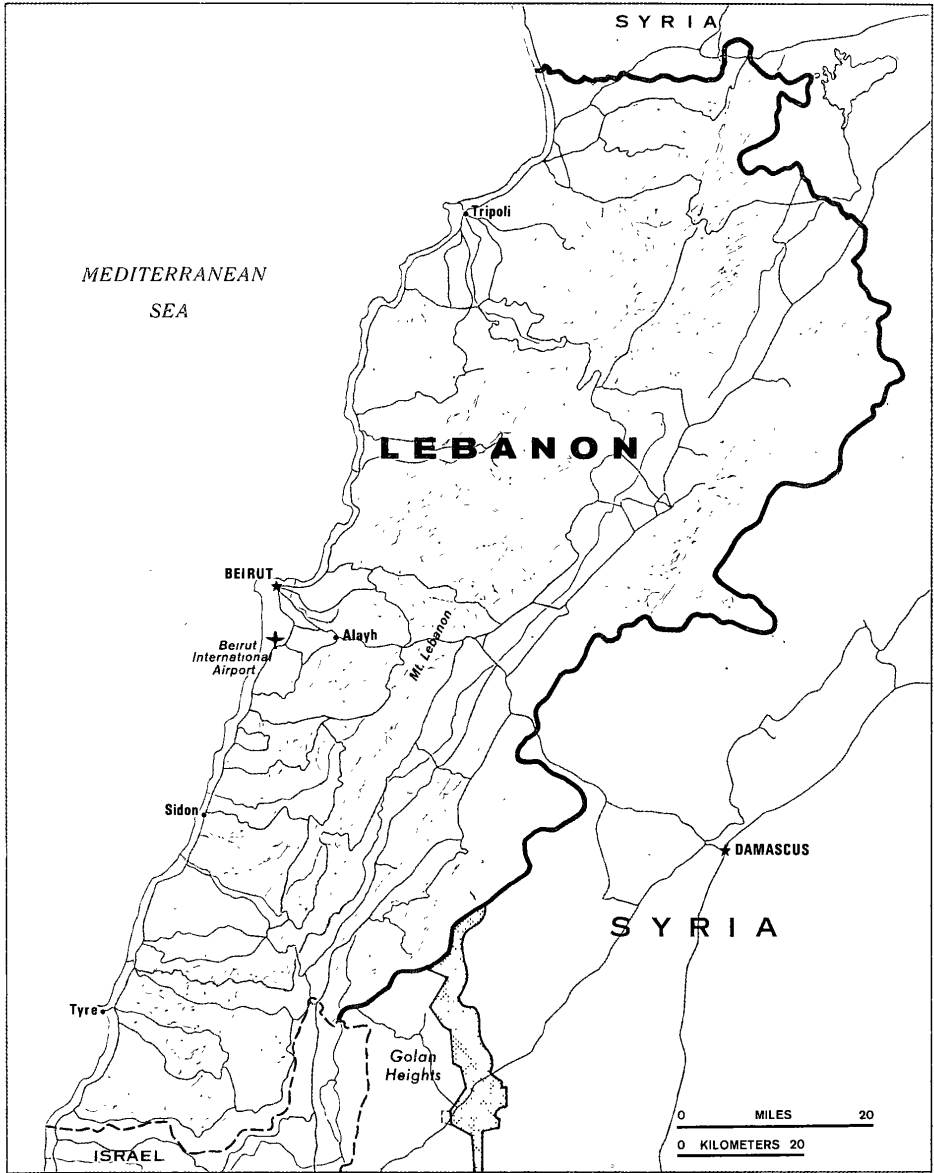 SYRIA
Tripoli
MEDITERRANEAN
SEA
LEBANON
BEIRUT
Alayh
Beirut
International
Airport
Mt. Lebanon
Sidon
DAMASCUS
SYRIA
Tyre
Golan
Heights
0 MILES 20
0 KILOMETERS 20
ISRAEL